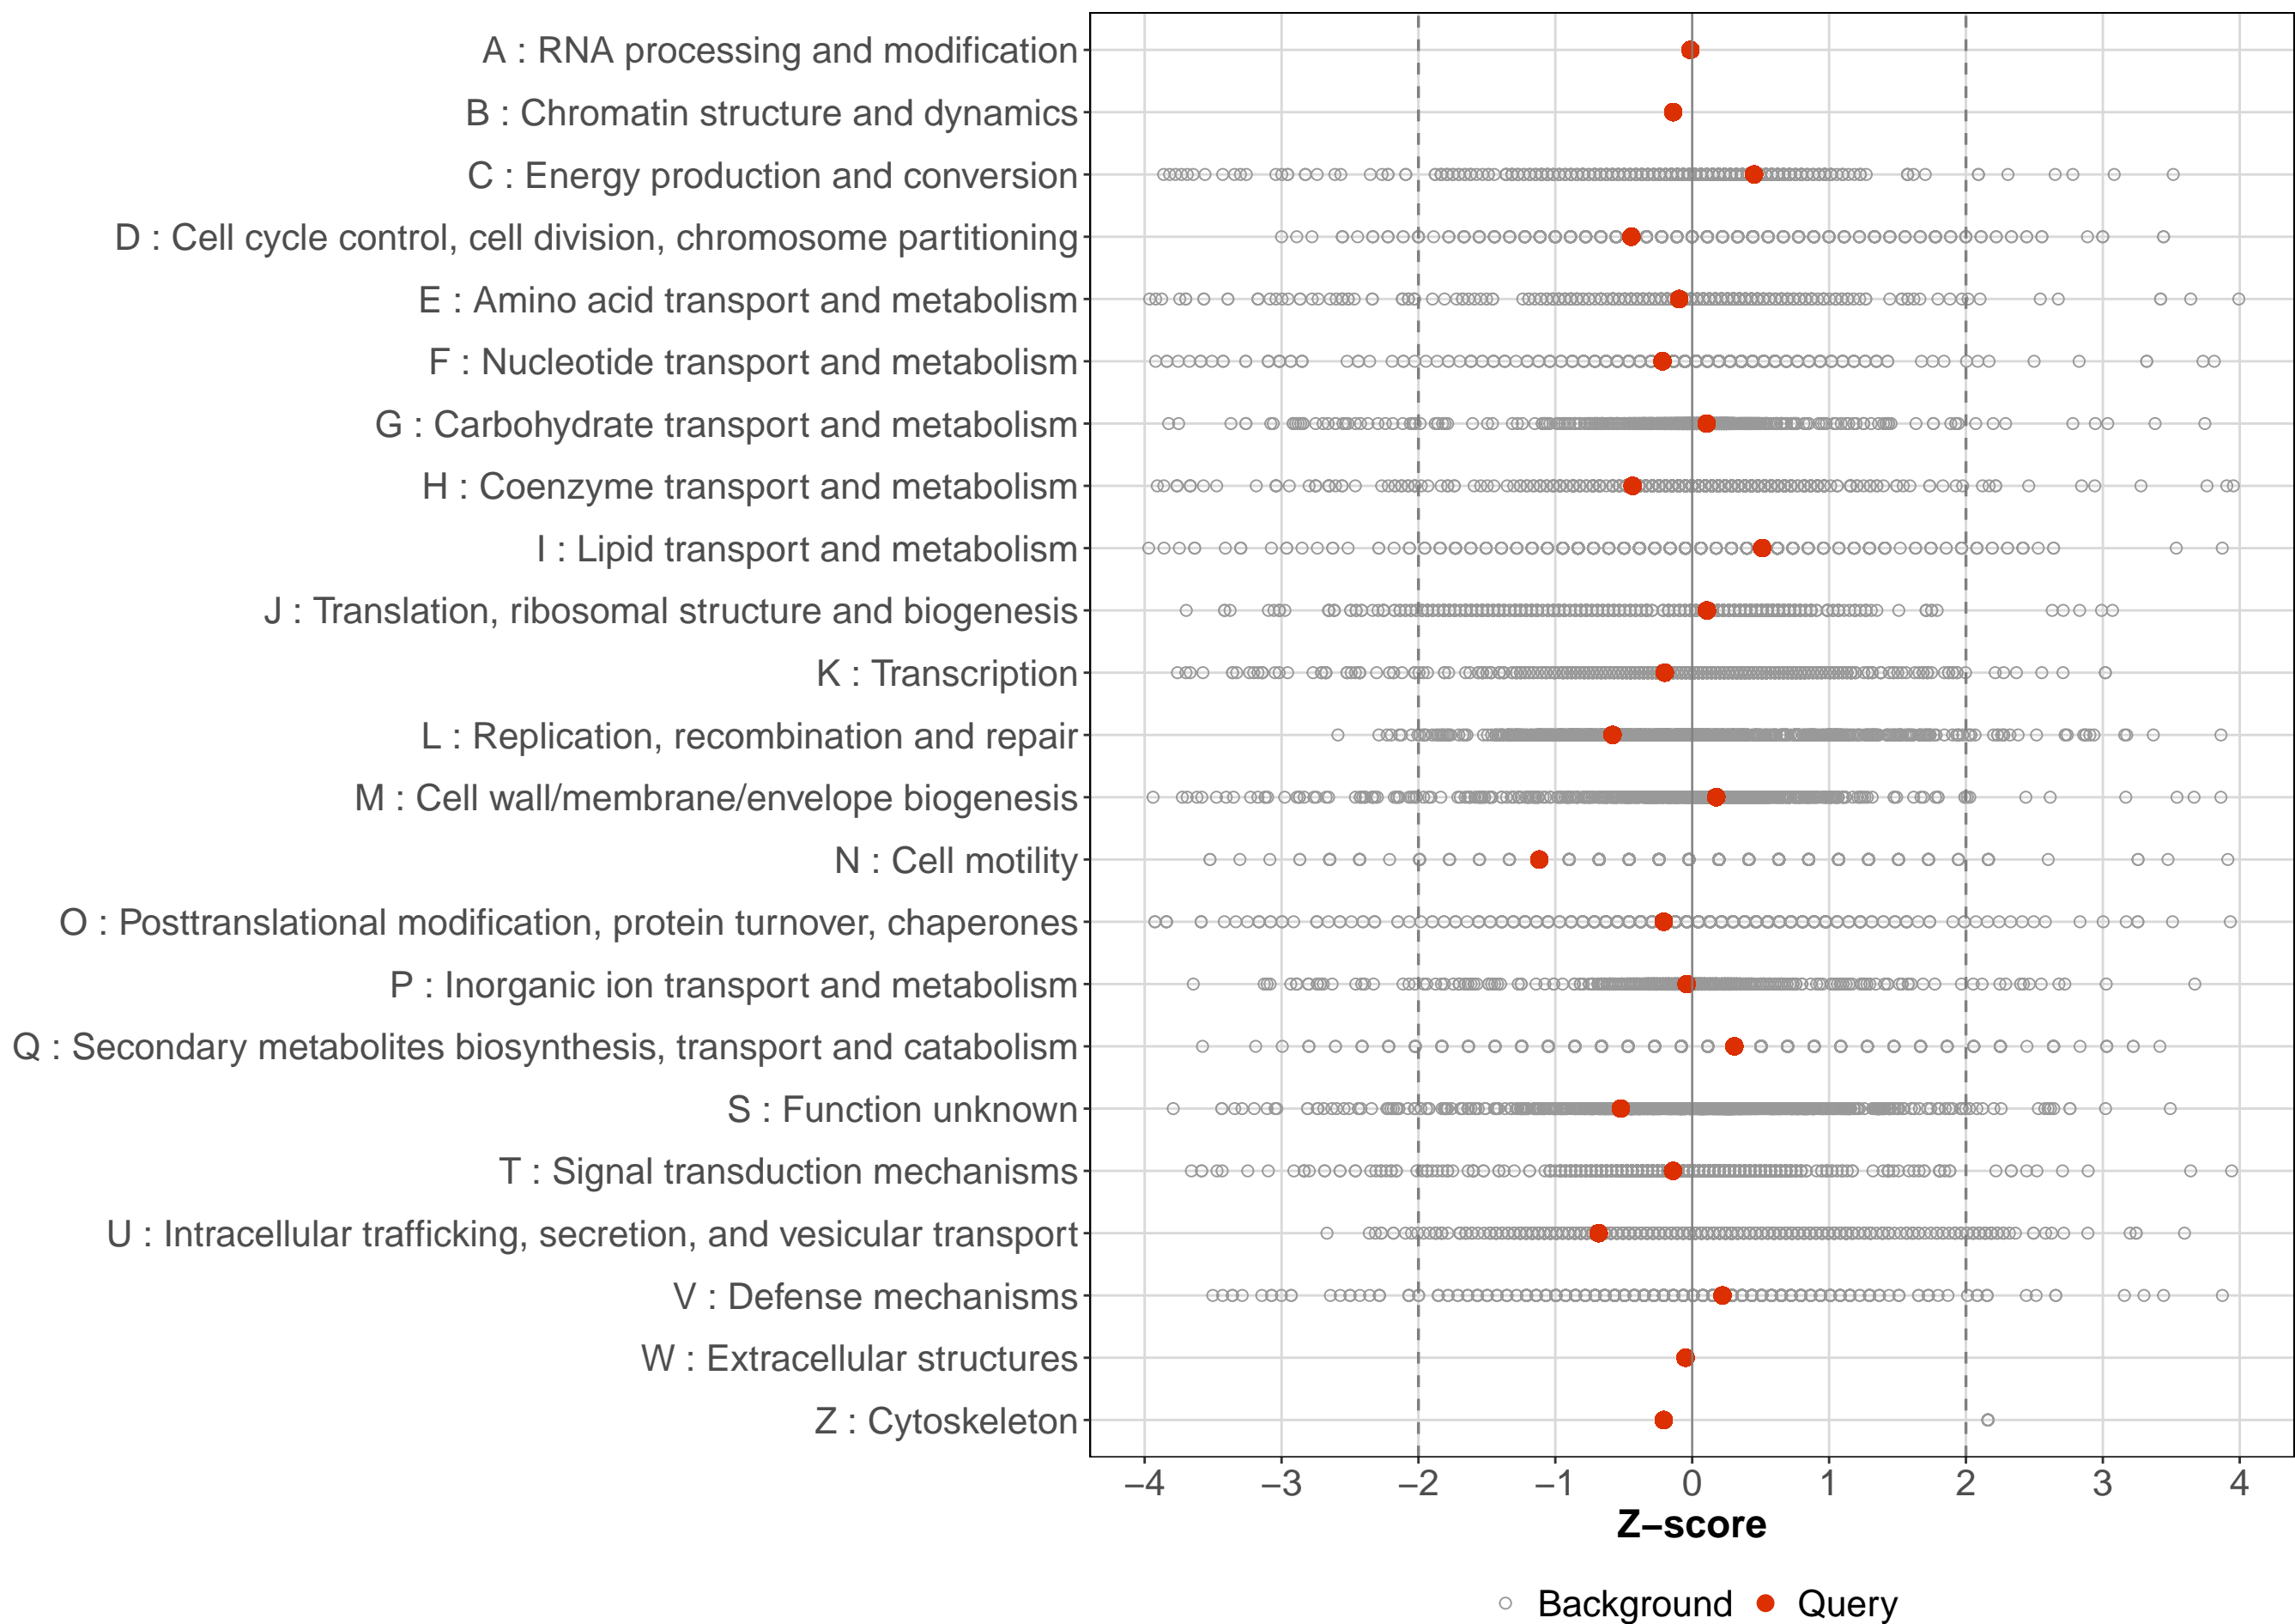 A : RNA processing and modification
B : Chromatin structure and dynamics
C : Energy production and conversion
D : Cell cycle control, cell division, chromosome partitioning
E : Amino acid transport and metabolism
F : Nucleotide transport and metabolism
G : Carbohydrate transport and metabolism
H : Coenzyme transport and metabolism
I : Lipid transport and metabolism
J : Translation, ribosomal structure and biogenesis
K : Transcription
L : Replication, recombination and repair
M : Cell wall/membrane/envelope biogenesis
N : Cell motility
O : Posttranslational modification, protein turnover, chaperones
P : Inorganic ion transport and metabolism
Q : Secondary metabolites biosynthesis, transport and catabolism
S : Function unknown
T : Signal transduction mechanisms
U : Intracellular trafficking, secretion, and vesicular transport
V : Defense mechanisms
W : Extracellular structures
Z : Cytoskeleton
−4 −3 −2 −1 0 1 2 3 4
Z−score
Background Query